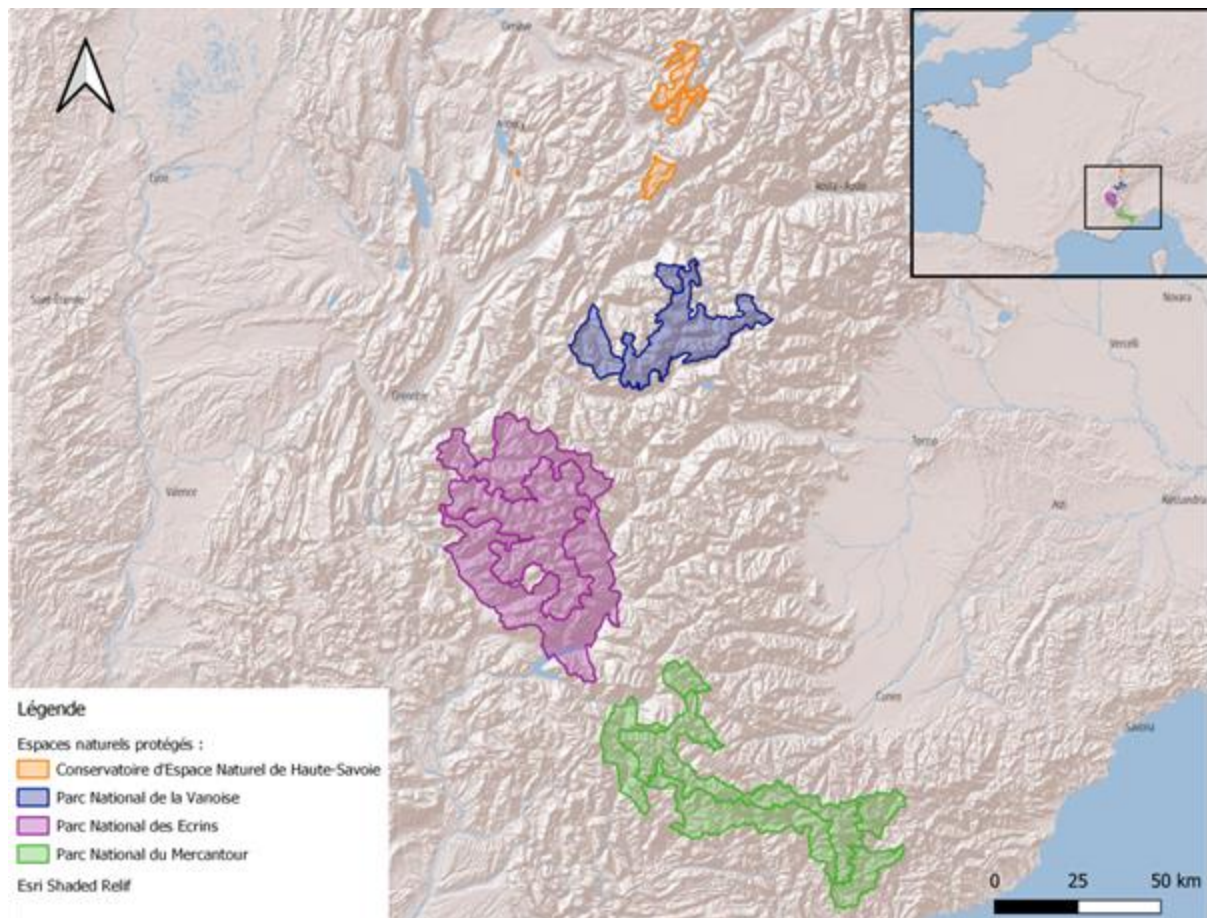 Genève
Annecy
Lyon
Aosta - Aoste
Saint-Étienne
Novara
Vercelli
Grenoble
Torino
Valence
Asti
Alessandria
Cuneo
Savona
Légende
Espaces naturels protégés :
Conservatoire d'Espace Naturel de Haute-Savoie
Parc National de la Vanoise
Parc National des Ecrins
Parc National du Mercantour
Esri Shaded Relif
0 25 50 km